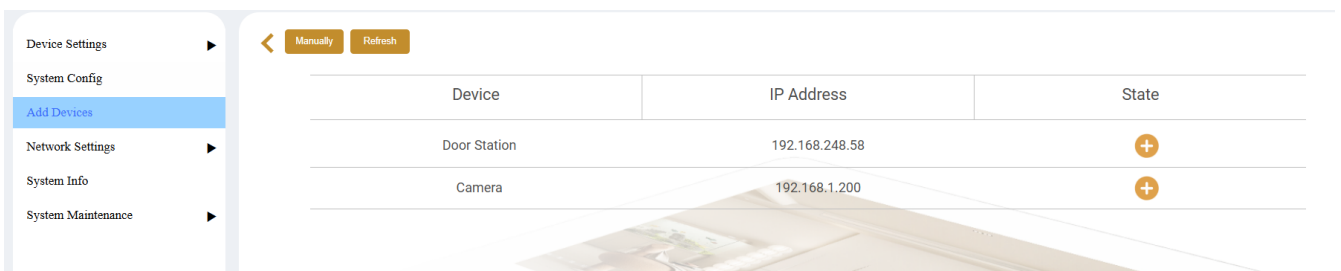 Device Settings
System Config
Add Devices
Network Settings
System Info
System Maintenance
Manually Refresh
Device IP Address State
Door Station 192.168.248.58
Camera 192.168.1.200